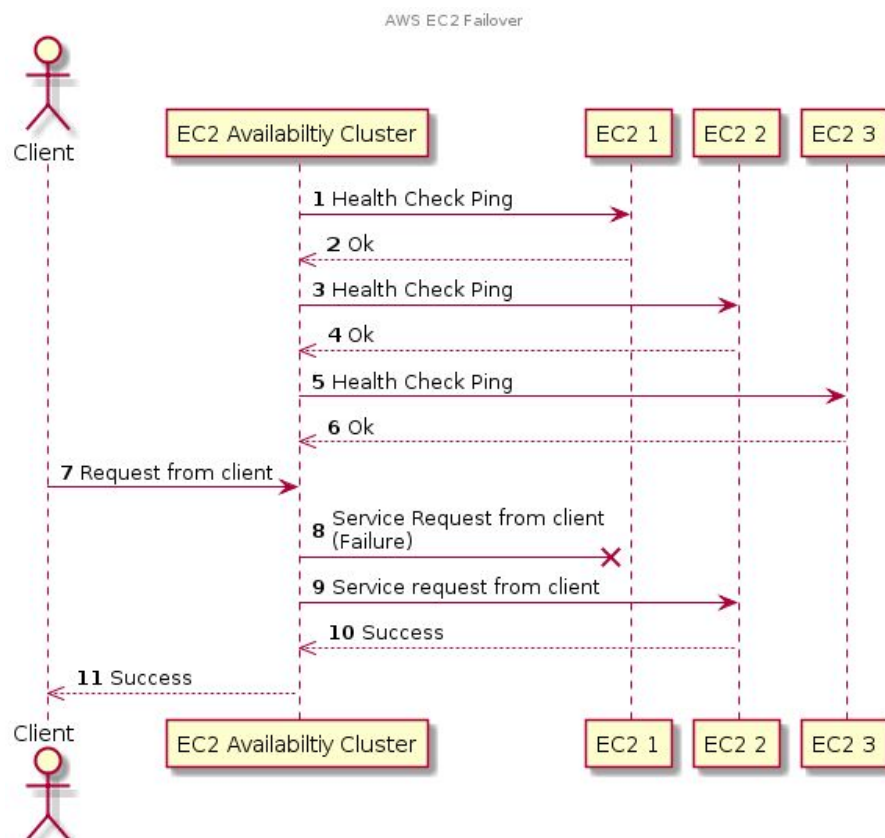 AWS EC2 Failover
Client
EC2 Availabiltiy Cluster
EC2 1
EC2 2
EC2 3
1 Health Check Ping
2 Ok
3 Health Check Ping
4 Ok
5 Health Check Ping
6 Ok
7 Request from client
8 Service Request from client
(Failure)
9 Service request from client
10 Success
11 Success
Client
EC2 Availabiltiy Cluster
EC2 1
EC2 2
EC2 3